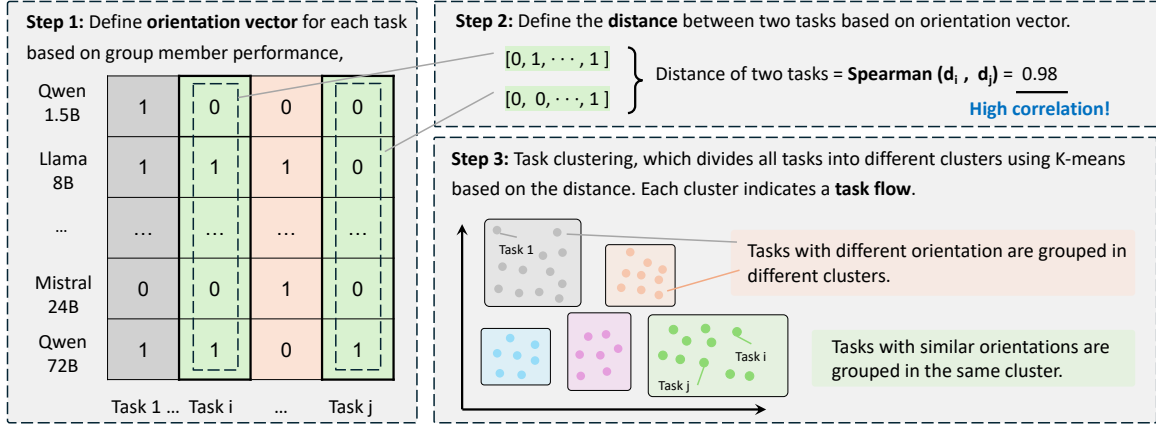 Step 1: Define orientation vector for each task
based on group member performance,
Qwen
1.5B
1 0 0 0
Llama
8B
1 1 1 0
... ... ... ... ...
Mistral
24B
0 0 1 0
Qwen
72B
1 1 0 1
Task 1 ... Task i ... Task j
Step 2: Define the distance between two tasks based on orientation vector.
[0, 1, · · · , 1 ]
[0, 0, · · · , 1 ]
Distance of two tasks = Spearman (di , dj) = 0.98
High correlation!
Step 3: Task clustering, which divides all tasks into different clusters using K-means
based on the distance. Each cluster indicates a task flow.
Task 1
Tasks with different orientation are grouped in
different clusters.
Task i
Task j
Tasks with similar orientations are
grouped in the same cluster.